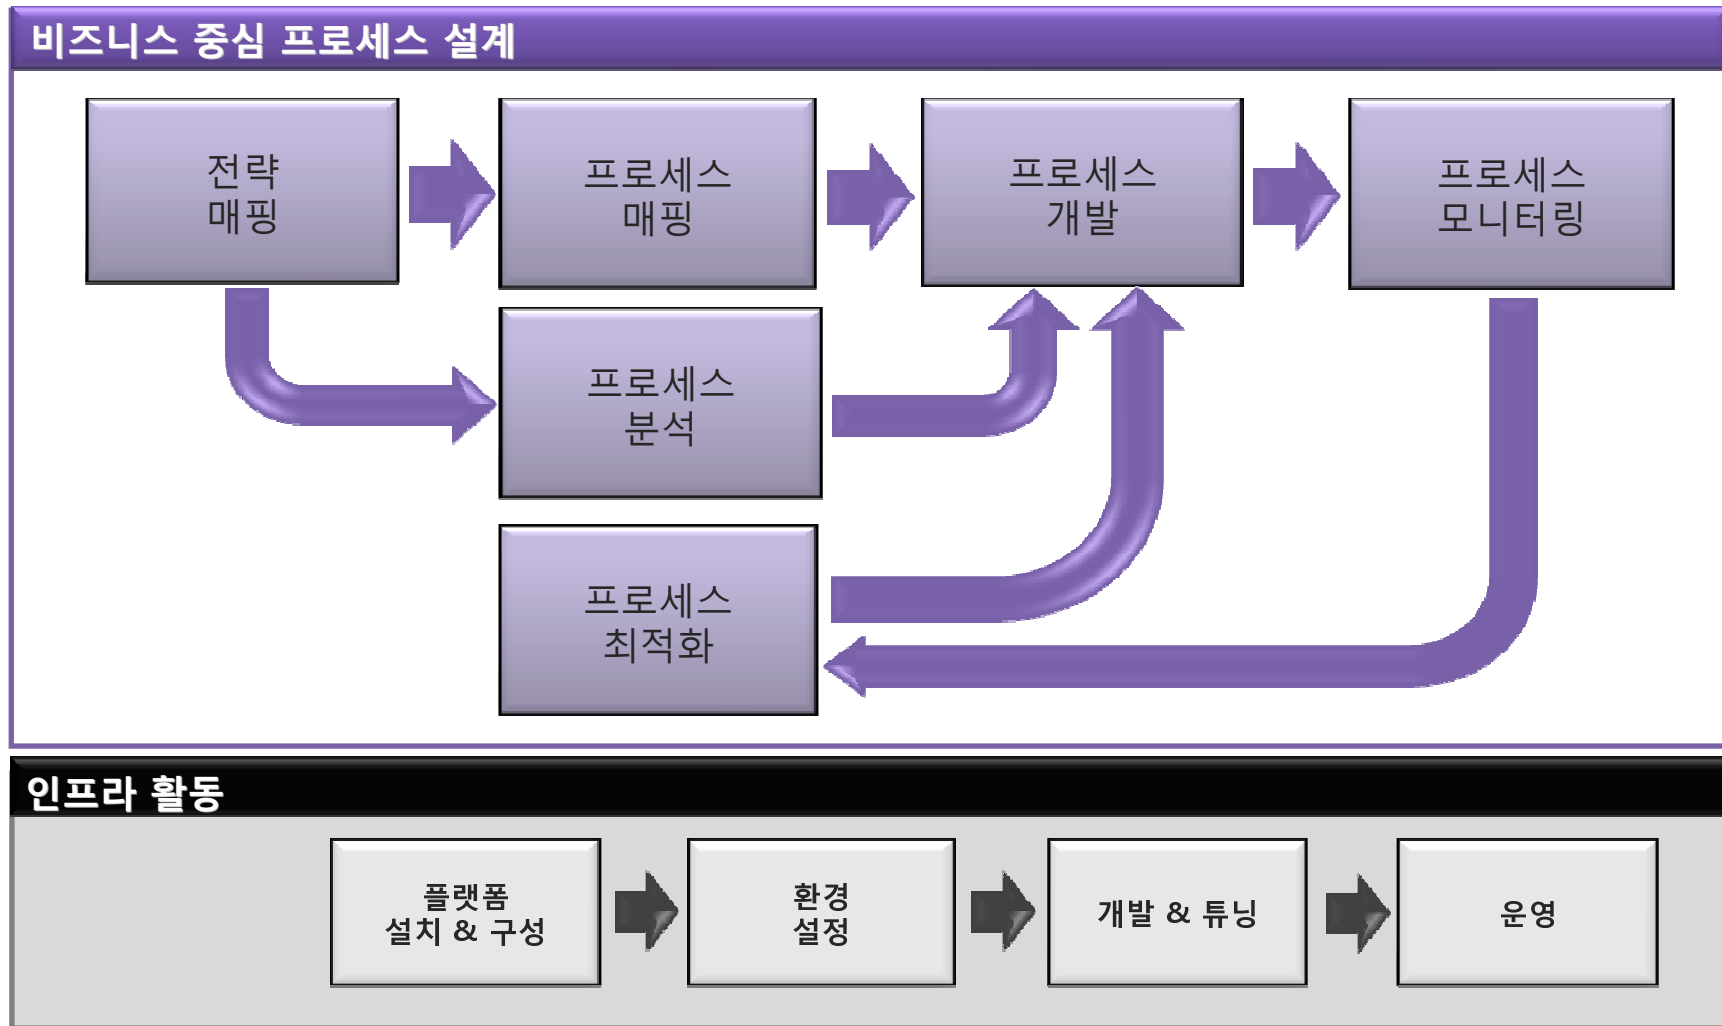 비즈니스 중심 프로세스 설계
전략
매핑
프로세스
매핑
프로세스
개발
프로세스
모니터링
프로세스
분석
프로세스
최적화
인프라 활동
플랫폼
설치 & 구성
환경
설정
개발 & 튜닝
운영